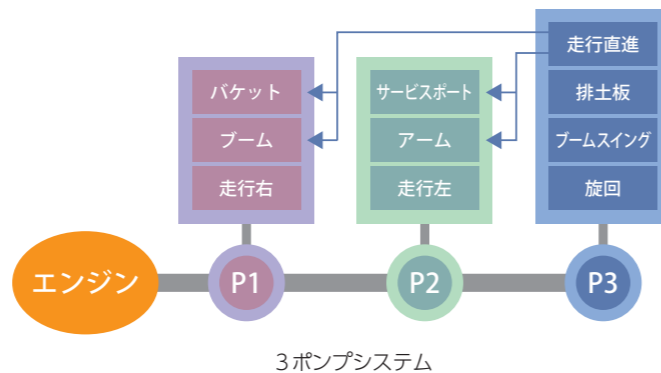 走行直進
バケット
サービスポート
排土板
ブーム
アーム
ブームスイング
走行右
走行左
旋回
エンジン
P1
P2
P3
3ポンプシステム